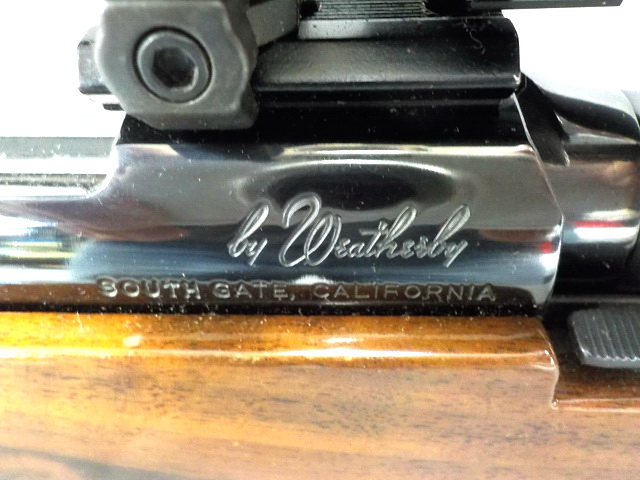 by Weatherby
SOUTH GATE, CALIFORNIA